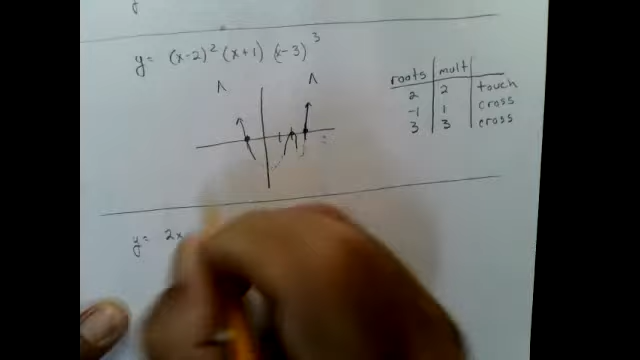 y = (x-2)² (x+1) (x-3)³
roots mult
2 2 touch
-1 1 cross
3 3 cross
y = 2x